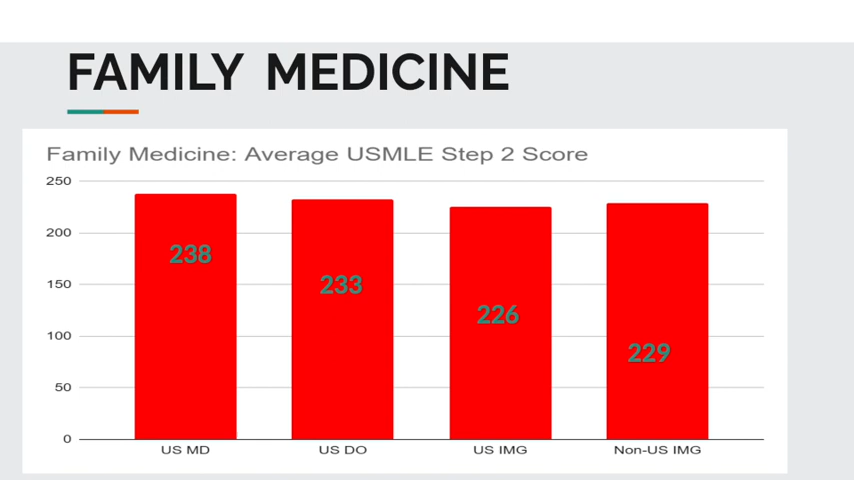 FAMILY MEDICINE
Family Medicine: Average USMLE Step 2 Score
250
200
150
100
50
0
238
233
226
229
US MD
US DO
US IMG
Non-US IMG